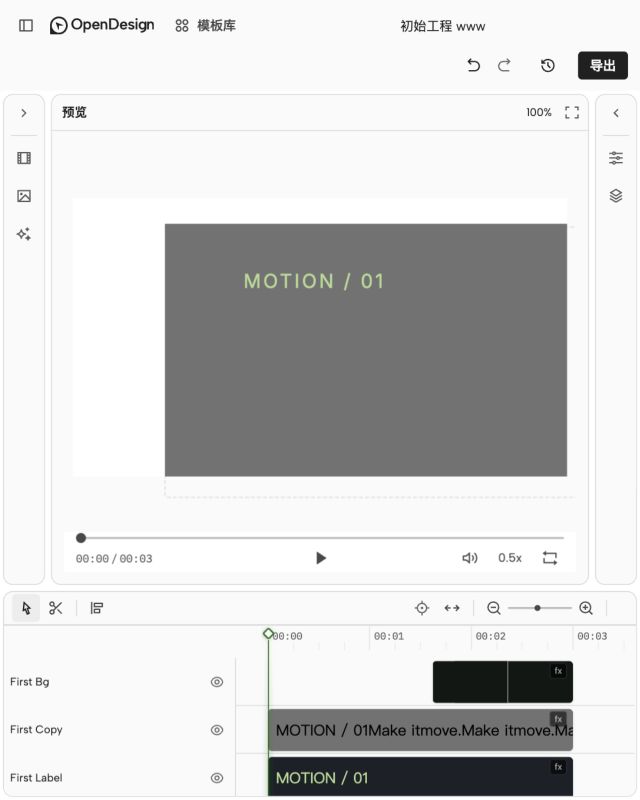 OpenDesign 模板库 初始工程 www
导出
预览 100%
MOTION / 01
00:00 / 00:03 0.5x
00:00 00:01 00:02 00:03
First Bg fx
First Copy MOTION / 01Make itmove.Make itmove.Ma fx
First Label MOTION / 01 fx